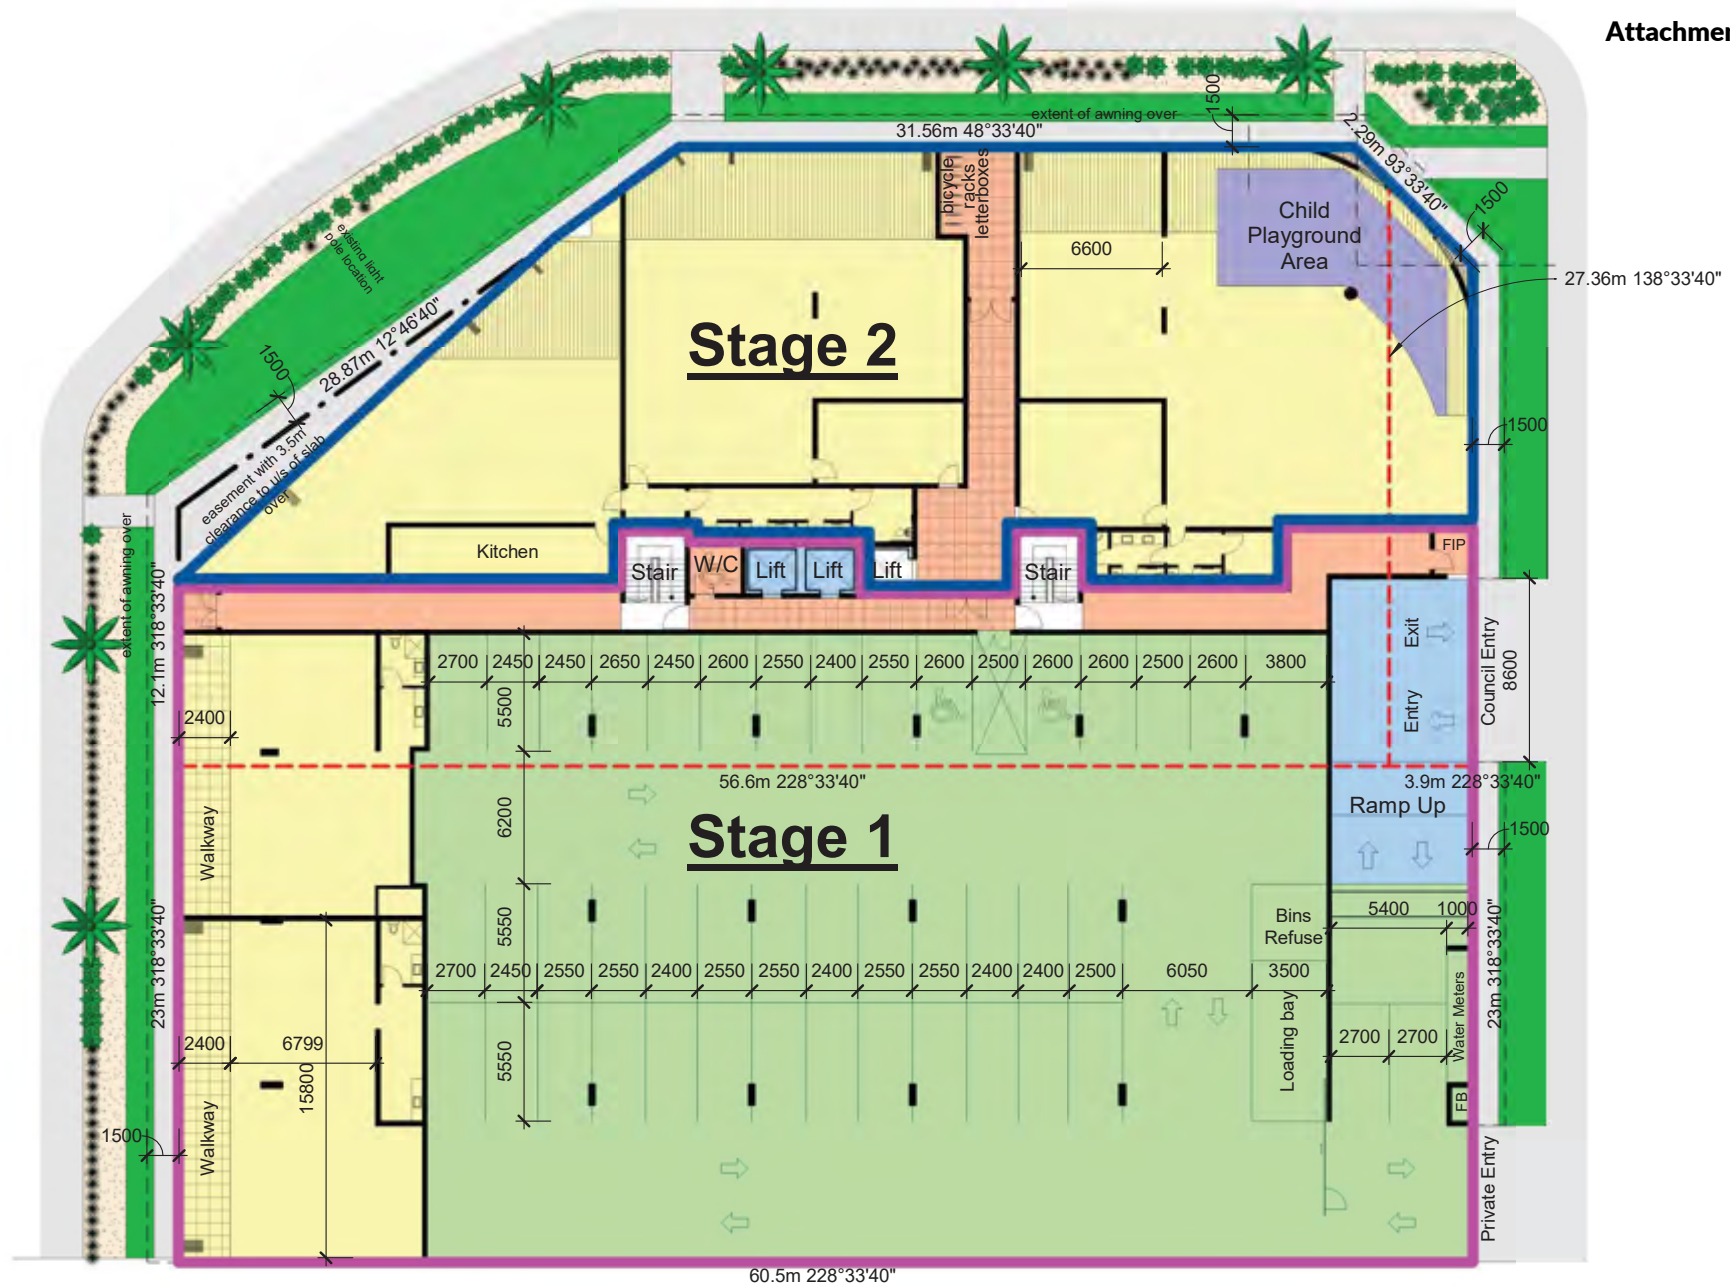 Attachmen
1500
extent of awning over
31.56m 48°33'40"
2.29m 93°33'40"
1500
bicycle
racks
letterboxes
Child
Playground
Area
6600
27.36m 138°33'40"
existing light
pole location
Stage 2
28.87m 12°46'40"
1500
1500
easement with 3.5m
clearance to u/s of slab
over
extent of awning over
Kitchen
Stair
W/C
Lift
Lift
Lift
Stair
FIP
12.1m 318°33'40"
Exit
Entry
Council Entry
8600
2700 2450 2450 2650 2450 2600 2550 2400 2550 2600 2500 2600 2600 2500 2600 3800
5500
2400
56.6m 228°33'40"
3.9m 228°33'40"
Ramp Up
Walkway
6200
Stage 1
1500
23m 318°33'40"
5550
Bins
Refuse
5400 1000
23m 318°33'40"
2700 2450 2550 2550 2400 2550 2550 2400 2550 2550 2400 2400 2500 6050 3500
Loading bay
Water Meters
2400 6799
15800
5550
2700 2700
FB
1500
Walkway
Private Entry
60.5m 228°33'40"